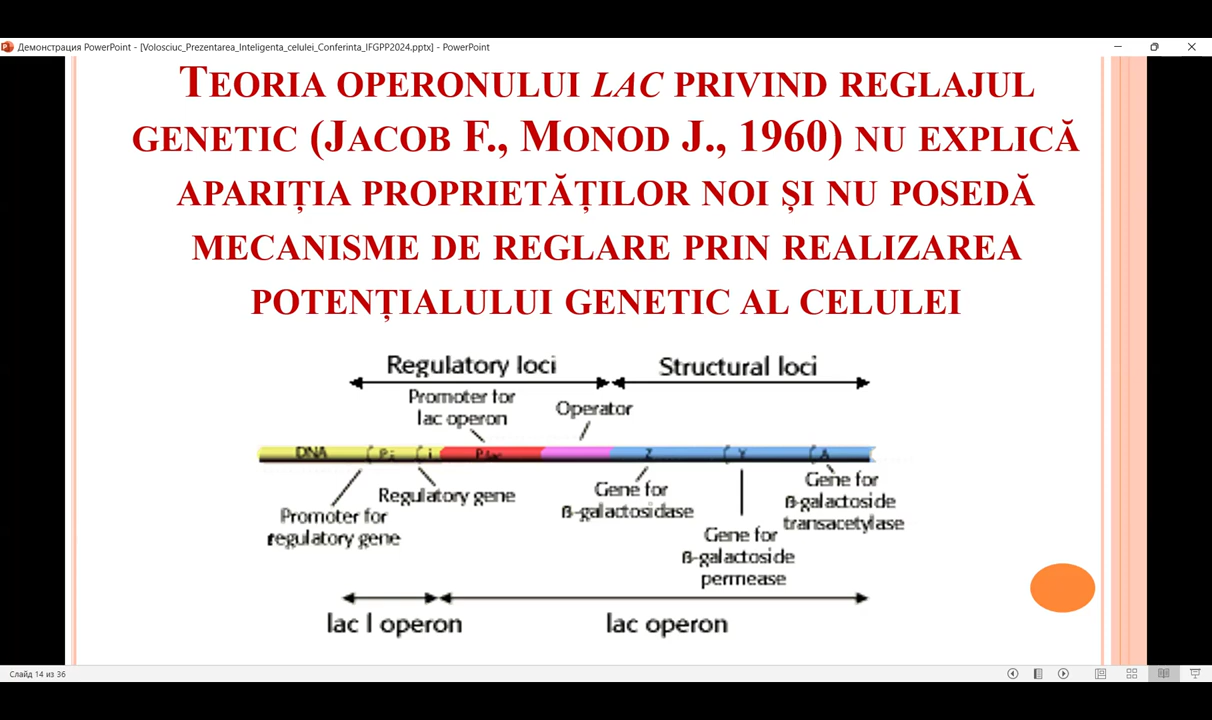 Демонстрация PowerPoint - [Volosciuc_Prezentarea_Inteligenta_celulei_Conferinta_IFGPP2024.pptx] - PowerPoint
TEORIA OPERONULUI LAC PRIVIND REGLAJUL
GENETIC (JACOB F., MONOD J., 1960) NU EXPLICĂ
APARIȚIA PROPRIETĂȚILOR NOI ȘI NU POSEDĂ
MECANISME DE REGLARE PRIN REALIZAREA
POTENȚIALULUI GENETIC AL CELULEI
Regulatory loci
Structural loci
Promoter for
lac operon
Operator
DNA
Pi
i
P lac
Z
Y
A
Regulatory gene
Promoter for
regulatory gene
Gene for
ß-galactosidase
Gene for
ß-galactoside
permease
Gene for
ß-galactoside
transacetylase
lac I operon
lac operon
Слайд 14 из 36